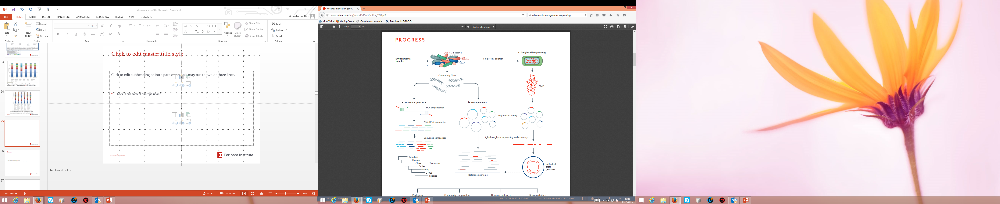 Metagenomics_2016_KM_weds - PowerPoint
FILE HOME INSERT DESIGN TRANSITIONS ANIMATIONS SLIDE SHOW REVIEW VIEW EndNote X7
Kirsten McLay (EI)
Paste
New Slide
Layout
Reset
Section
18
B I U S abc AV Aa A
Arrange
Quick Styles
Shape Fill
Shape Outline
Shape Effects
Find
Replace
Select
Clipboard Slides Font Paragraph Drawing Editing
23
24
25
26
Summary
27
Click to edit master title style
Click to edit subheading or intro paragraph, this may run to two or three lines.
• Click to edit content bullet point one
www.earlham.ac.uk
Earlham Institute
Tap to add notes
SLIDE 25 OF 59
NOTES COMMENTS 87%
Recent advances in geno...
www.nature.com/nrg/journal/v15/n9/pdf/nrg3785.pdf
advances in metagenomic sequencing
Most Visited Getting Started One time access code ... Dashboard - TGAC Co...
Page: 2 of 8
Automatic Zoom
PROGRESS
Bacteria
c Single-cell sequencing
Environmental samples
Single-cell isolation
Community DNA
MDA
a 16S rRNA gene PCR
b Metagenomics
PCR amplification
Sequencing library
16S rRNA sequencing
Sequence comparison
High-throughput sequencing and assembly
Kingdom
Phylum
Class
Taxonomy
Order
Family
Genus
Species
Individual draft genomes
Reference genome
Phylogeny Community composition Genes or pathways Strain variations
ALL FOLDERS ARE UP TO DATE. CONNECTED TO: MICROSOFT EXCHANGE
17:46
15/09/2016